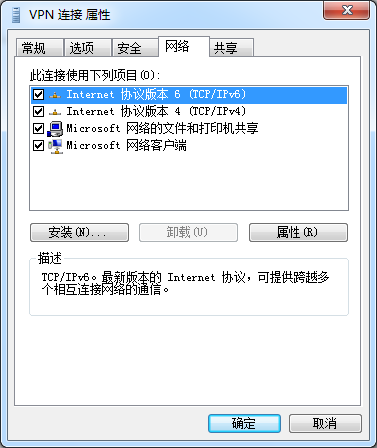 VPN 连接 属性
常规 选项 安全 网络 共享
此连接使用下列项目(O):
Internet 协议版本 6 (TCP/IPv6)
Internet 协议版本 4 (TCP/IPv4)
Microsoft 网络的文件和打印机共享
Microsoft 网络客户端
安装(N)... 卸载(U) 属性(R)
描述
TCP/IPv6。最新版本的 Internet 协议，可提供跨越多
个相互连接网络的通信。
确定 取消